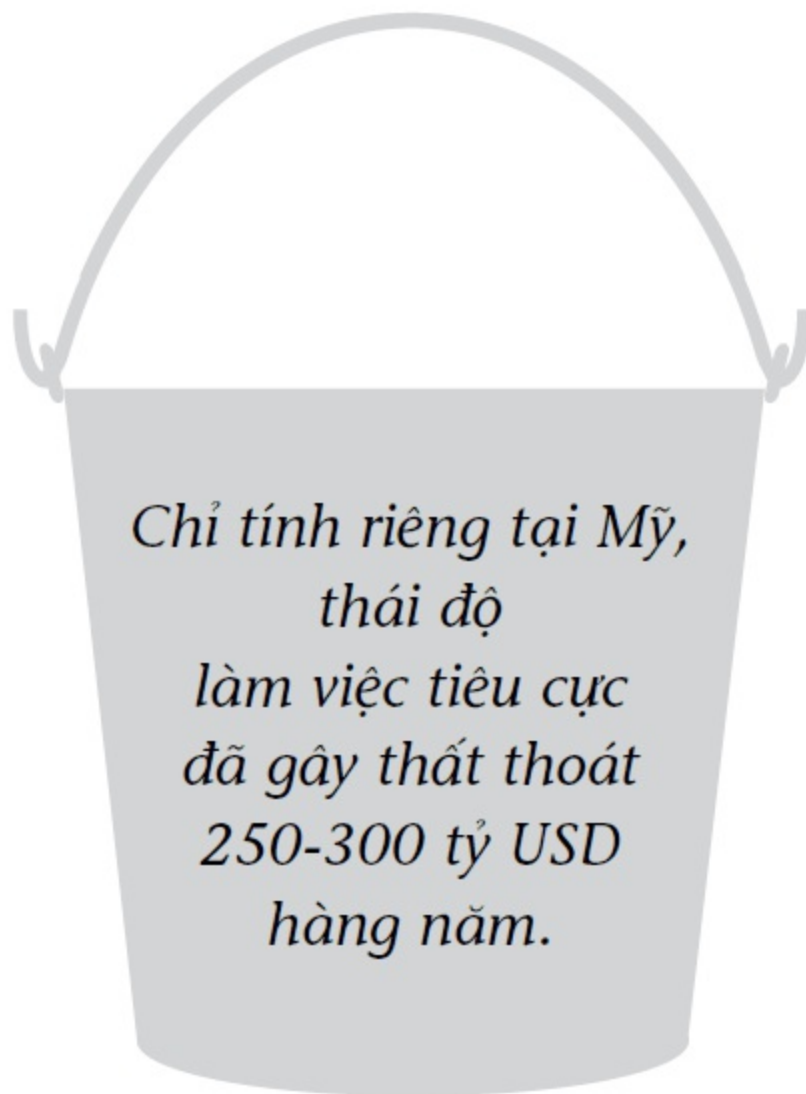 Chỉ tính riêng tại Mỹ,
thái độ
làm việc tiêu cực
đã gây thất thoát
250-300 tỷ USD
hàng năm.